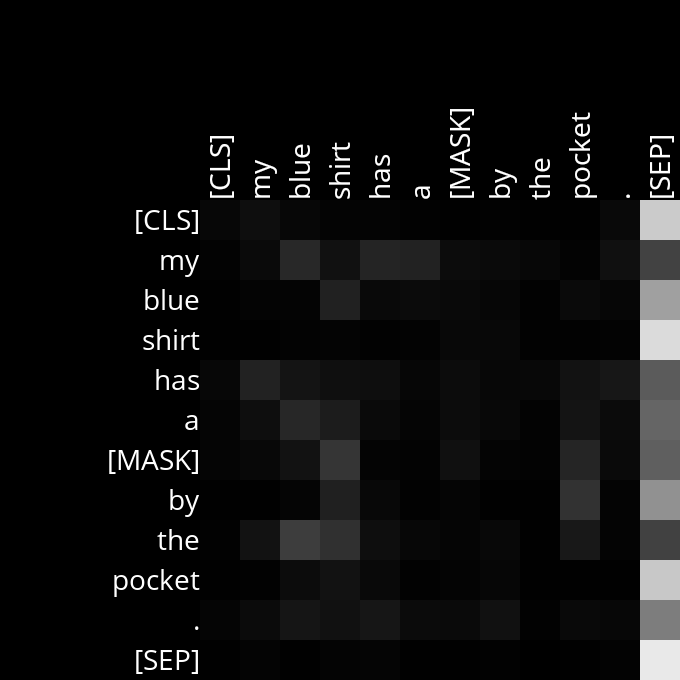 [CLS] my blue shirt has a [MASK] by the pocket . [SEP]
[CLS]
my
blue
shirt
has
a
[MASK]
by
the
pocket
.
[SEP]